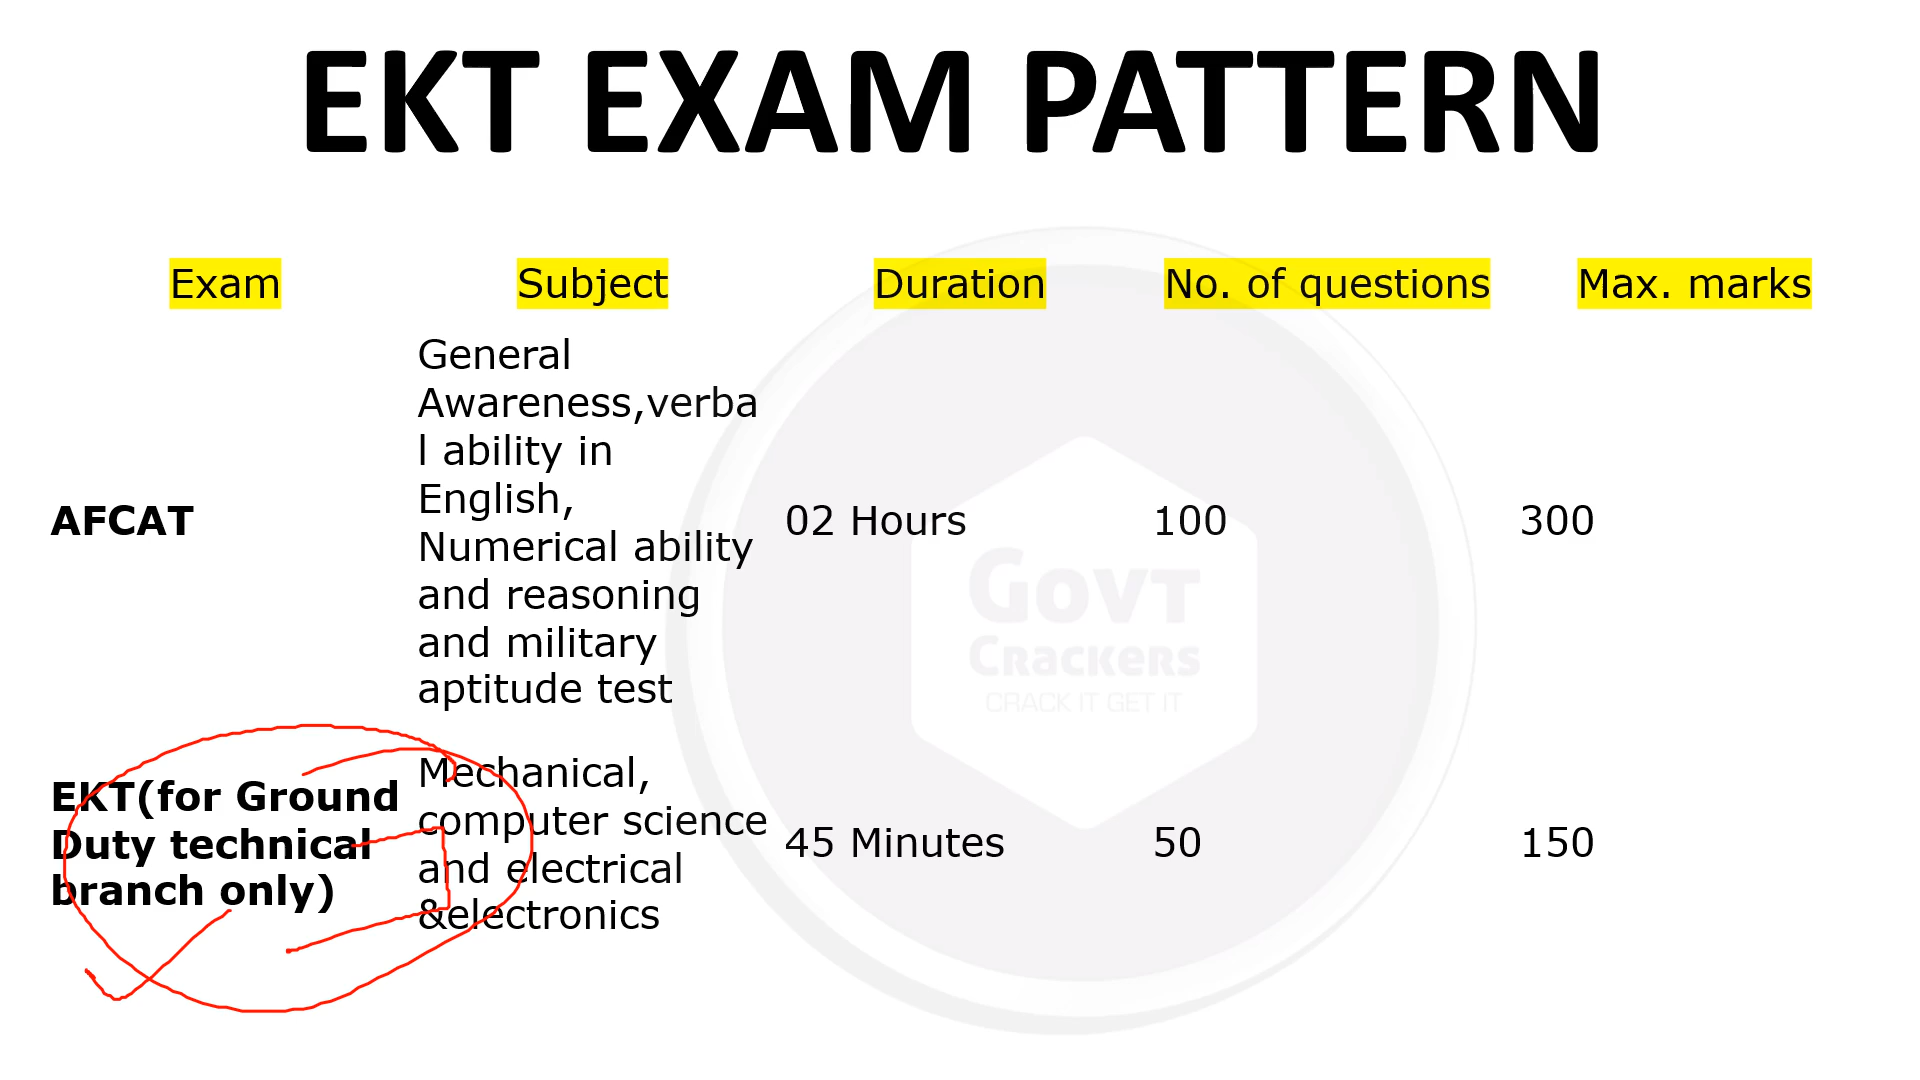 EKT EXAM PATTERN
Exam Subject Duration No. of questions Max. marks
General
Awareness,verba
l ability in
English,
Numerical ability
and reasoning
and military
aptitude test
AFCAT 02 Hours 100 300
Mechanical,
computer science
and electrical
&electronics
EKT(for Ground
Duty technical
branch only)
45 Minutes 50 150
GOVT
CRACKERS
CRACK IT GET IT